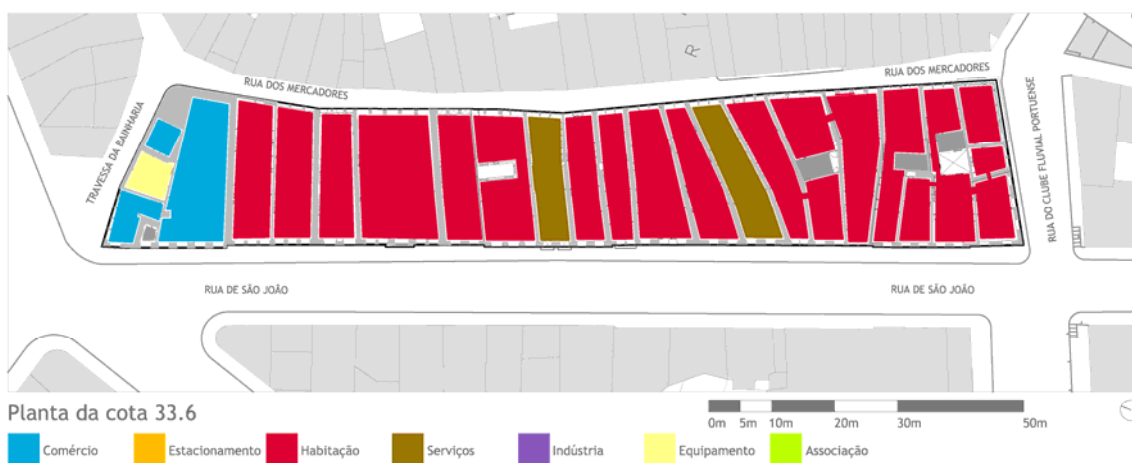 RUA DOS MERCADORES
RUA DOS MERCADORES
R
TRAVESSA DA BAINHARIA
RUA DO CLUBE FLUVIAL PORTUENSE
RUA DE SÃO JOÃO
RUA DE SÃO JOÃO
Planta da cota 33.6
0m 5m 10m 20m 30m 50m
Comércio Estacionamento Habitação Serviços Indústria Equipamento Associação